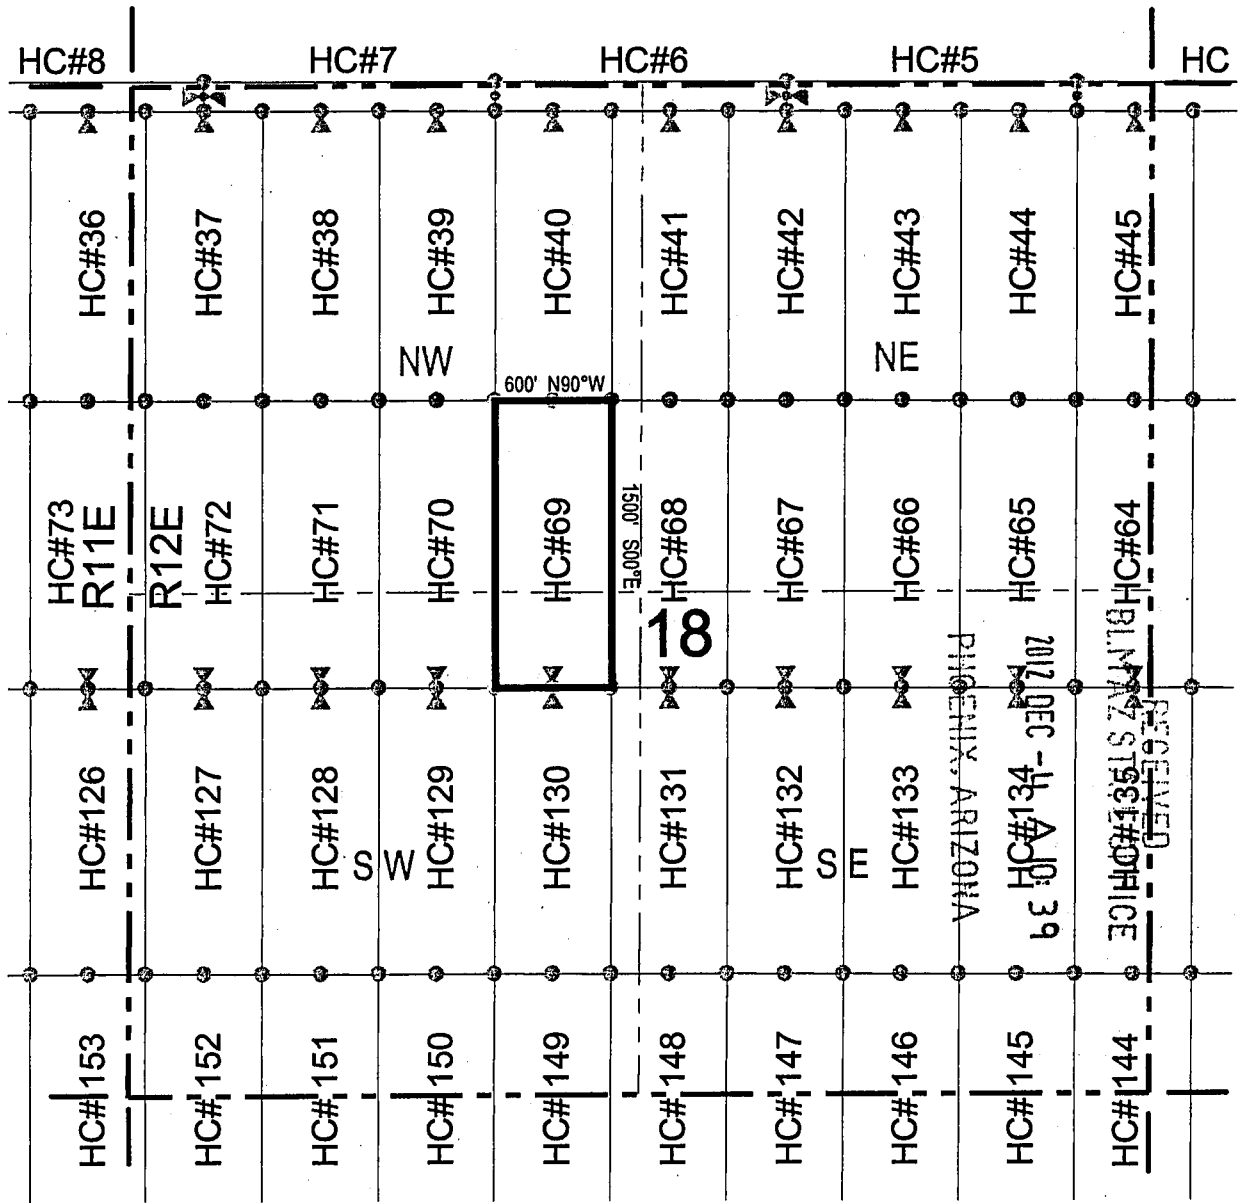 HC#8 HC#7 HC#6 HC#5 HC
HC#36 HC#37 HC#38 HC#39 HC#40 HC#41 HC#42 HC#43 HC#44 HC#45
NW NE
600' N90°W
HC#73 HC#72 HC#71 HC#70 HC#69 HC#68 HC#67 HC#66 HC#65 HC#64
R11E R12E
1500' S00°E
18
HC#126 HC#127 HC#128 HC#129 HC#130 HC#131 HC#132 HC#133 HC#134 HC#135
SW SE
RECEIVED
BLM AZ STATE OFFICE
2012 DEC -4 A 10:39
PHOENIX, ARIZONA
HC#153 HC#152 HC#151 HC#150 HC#149 HC#148 HC#147 HC#146 HC#145 HC#144